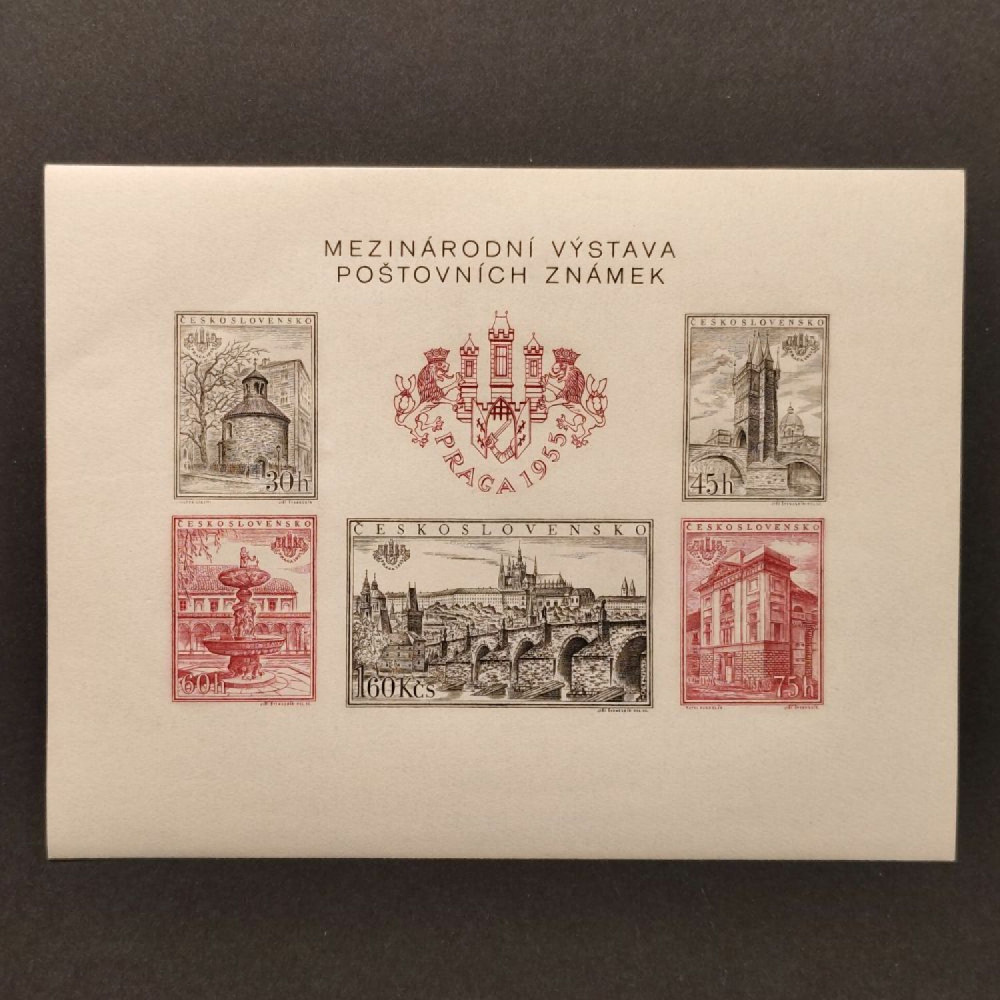 MEZINÁRODNÍ VÝSTAVA
POŠTOVNÍCH ZNÁMEK
PRAGA 1955
ČESKOSLOVENSKO
30h
ČESKOSLOVENSKO
45h
ČESKOSLOVENSKO
60h
ČESKOSLOVENSKO
1,60Kčs
ČESKOSLOVENSKO
75h